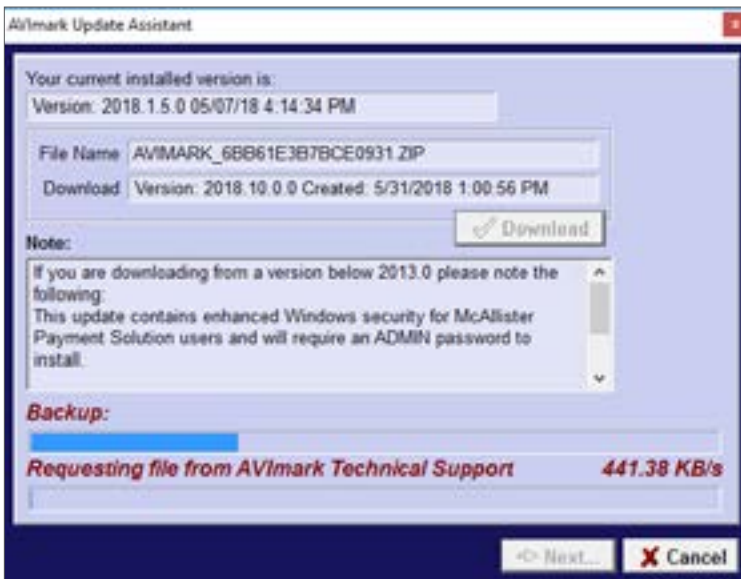 AVImark Update Assistant
x
Your current installed version is:
Version: 2018.1.5.0 05/07/18 4:14:34 PM
File Name AVIMARK_6BB61E3B7BCE0931.ZIP
Download Version: 2018.10.0.0 Created: 5/31/2018 1:00:56 PM
Download
Note:
If you are downloading from a version below 2013.0 please note the
following:
This update contains enhanced Windows security for McAllister
Payment Solution users and will require an ADMIN password to
install.
Backup:
Requesting file from AVImark Technical Support 441.38 KB/s
Next... Cancel